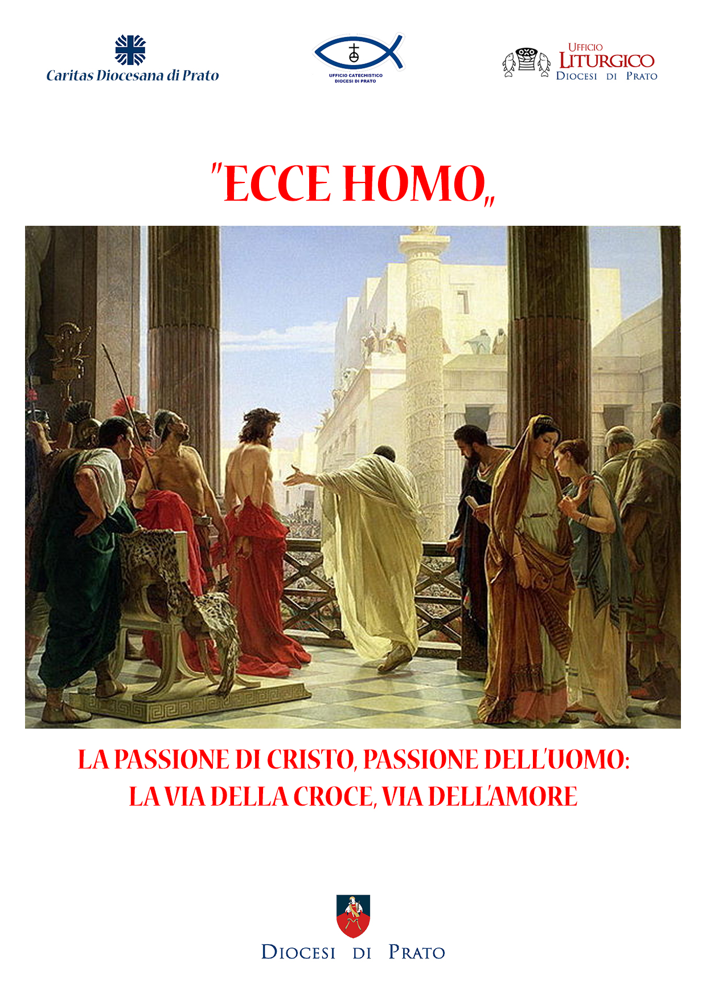 Caritas Diocesana di Prato
UFFICIO CATECHISTICO
DIOCESI DI PRATO
UFFICIO
LITURGICO
DIOCESI DI PRATO
"ECCE HOMO„
LA PASSIONE DI CRISTO, PASSIONE DELL'UOMO:
LA VIA DELLA CROCE, VIA DELL'AMORE
DIOCESI DI PRATO